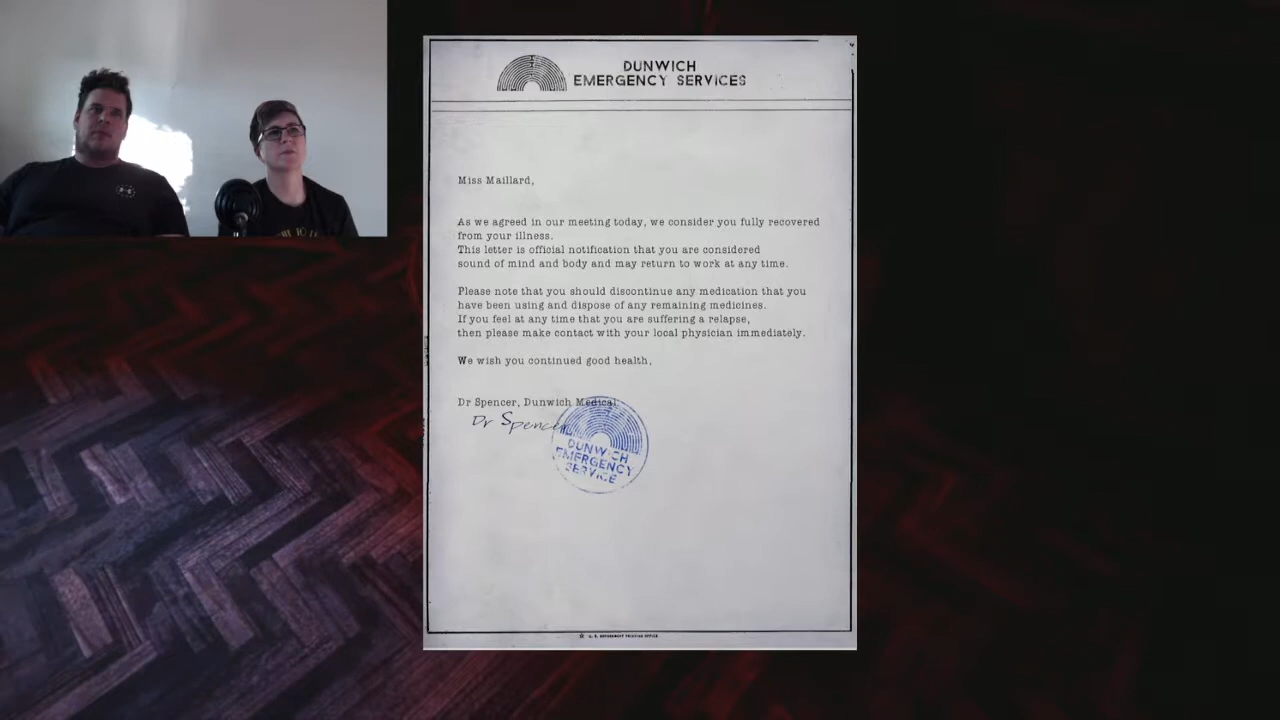 DUNWICH
EMERGENCY SERVICES
Miss Maillard,
As we agreed in our meeting today, we consider you fully recovered
from your illness.
This letter is official notification that you are considered
sound of mind and body and may return to work at any time.
Please note that you should discontinue any medication that you
have been using and dispose of any remaining medicines.
If you feel at any time that you are suffering a relapse,
then please make contact with your local physician immediately.
We wish you continued good health,
Dr Spencer, Dunwich Medical
Dr Spencer
DUNWICH
EMERGENCY
SERVICE
U. S. GOVERNMENT PRINTING OFFICE